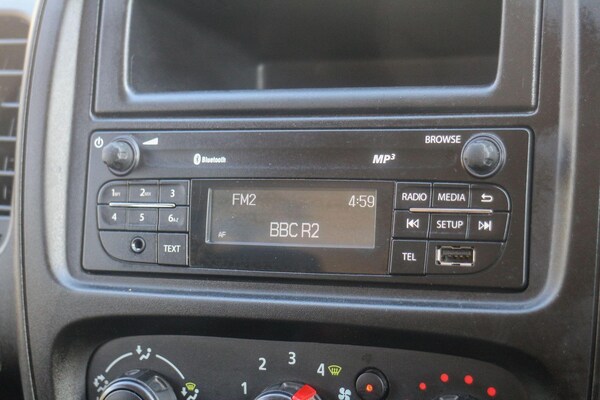 Bluetooth
MP³
BROWSE
1 2 3
4 5 6
TEXT
FM2 4:59
AF
BBC R2
RADIO MEDIA
SETUP
TEL
1 2 3 4